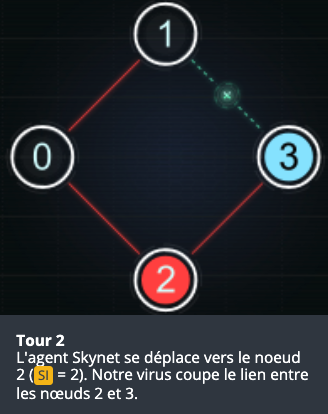 1
0
3
2
Tour 2
L'agent Skynet se déplace vers le noeud
2 ( SI = 2). Notre virus coupe le lien entre
les nœuds 2 et 3.